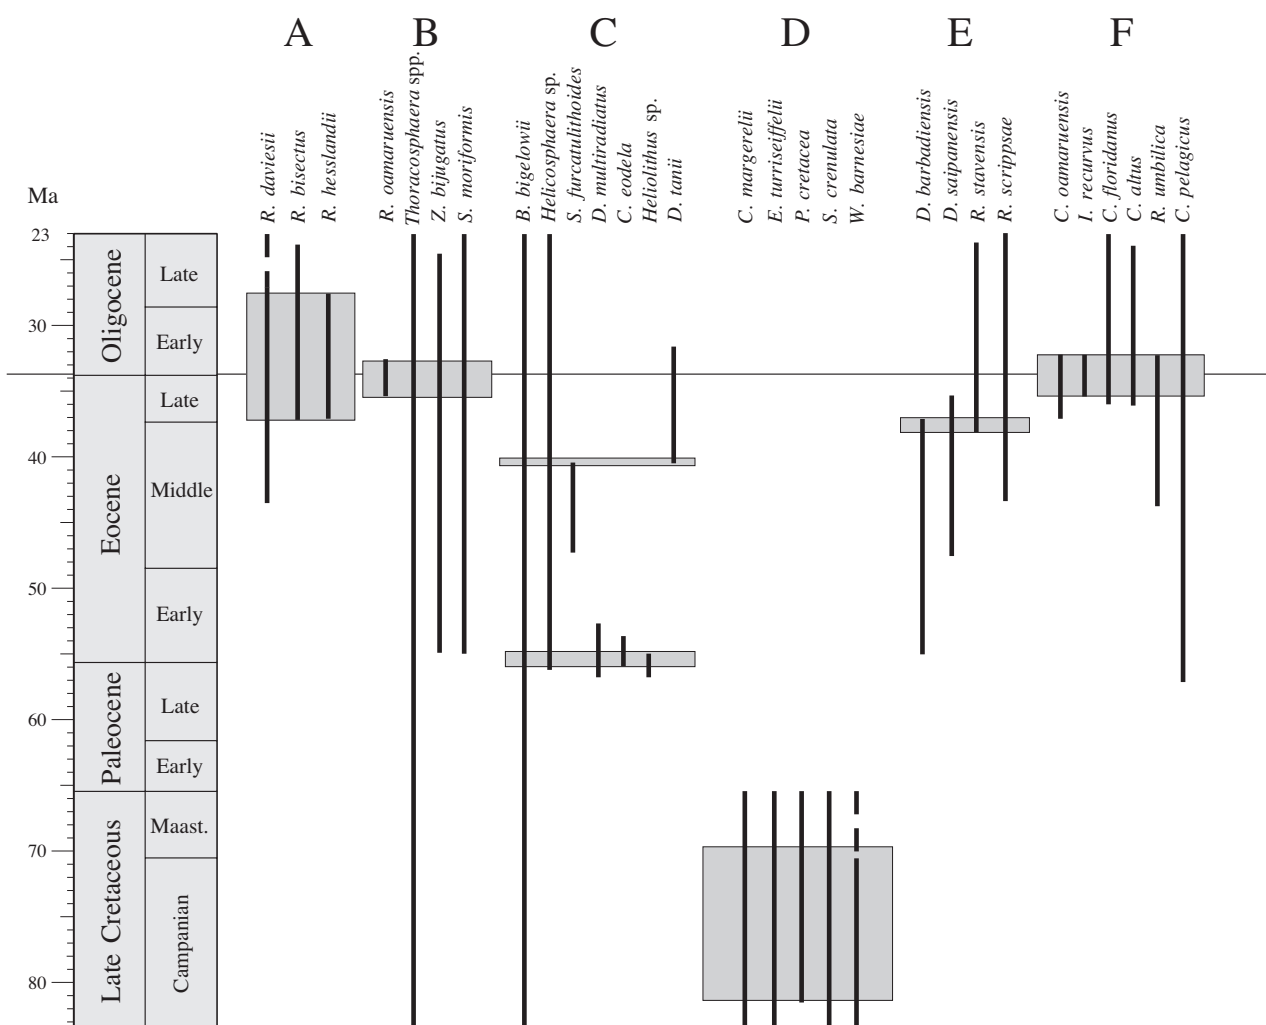 A B C D E F
R. daviesii
R. bisectus
R. hesslandii
R. oamaruensis
Thoracosphaera spp.
Z. bijugatus
S. moriformis
B. bigelowii
Helicosphaera sp.
S. furcatulithoides
D. multiradiatus
C. eodela
Heliolithus sp.
D. tanii
C. margerelii
E. turriseiffelii
P. cretacea
S. crenulata
W. barnesiae
D. barbadiensis
D. saipanensis
R. stavensis
R. scrippsae
C. oamaruensis
I. recurvus
C. floridanus
C. altus
R. umbilica
C. pelagicus
Ma
23
30
40
50
60
70
80
Oligocene
Late
Early
Eocene
Late
Middle
Early
Paleocene
Late
Early
Late Cretaceous
Maast.
Campanian